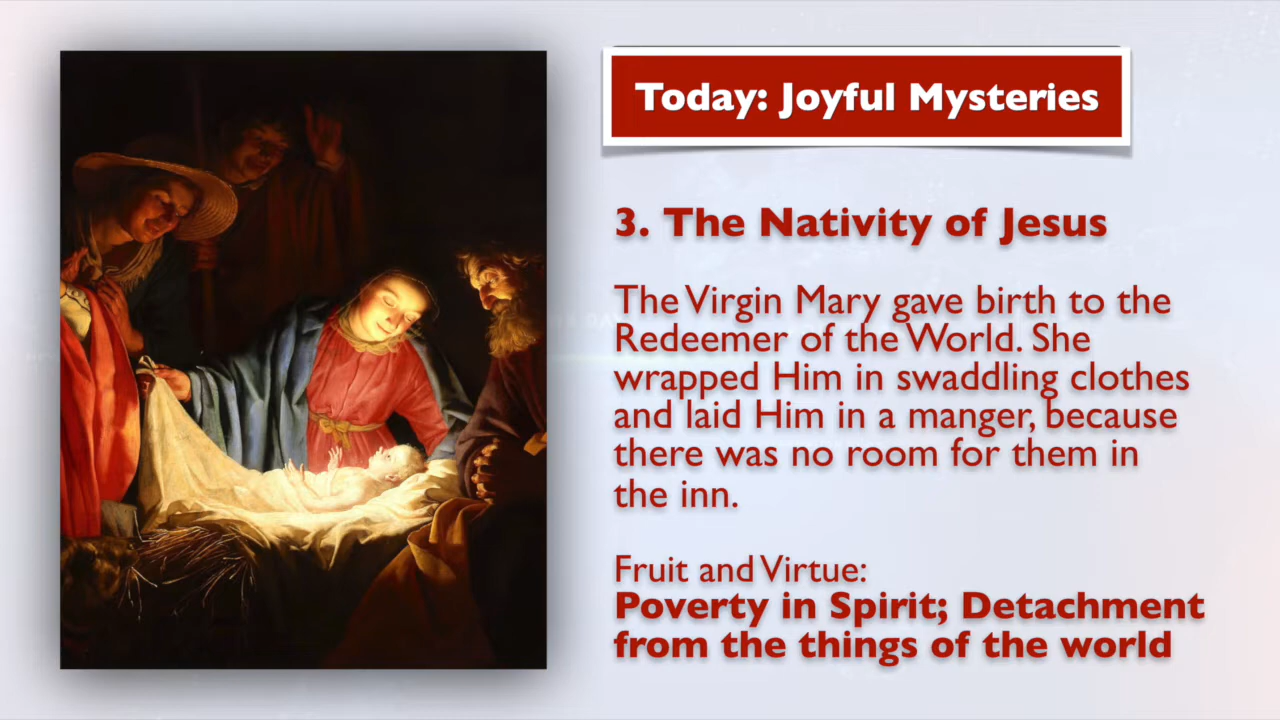 Today: Joyful Mysteries
3. The Nativity of Jesus
The Virgin Mary gave birth to the
Redeemer of the World. She
wrapped Him in swaddling clothes
and laid Him in a manger, because
there was no room for them in
the inn.
Fruit and Virtue:
Poverty in Spirit; Detachment
from the things of the world